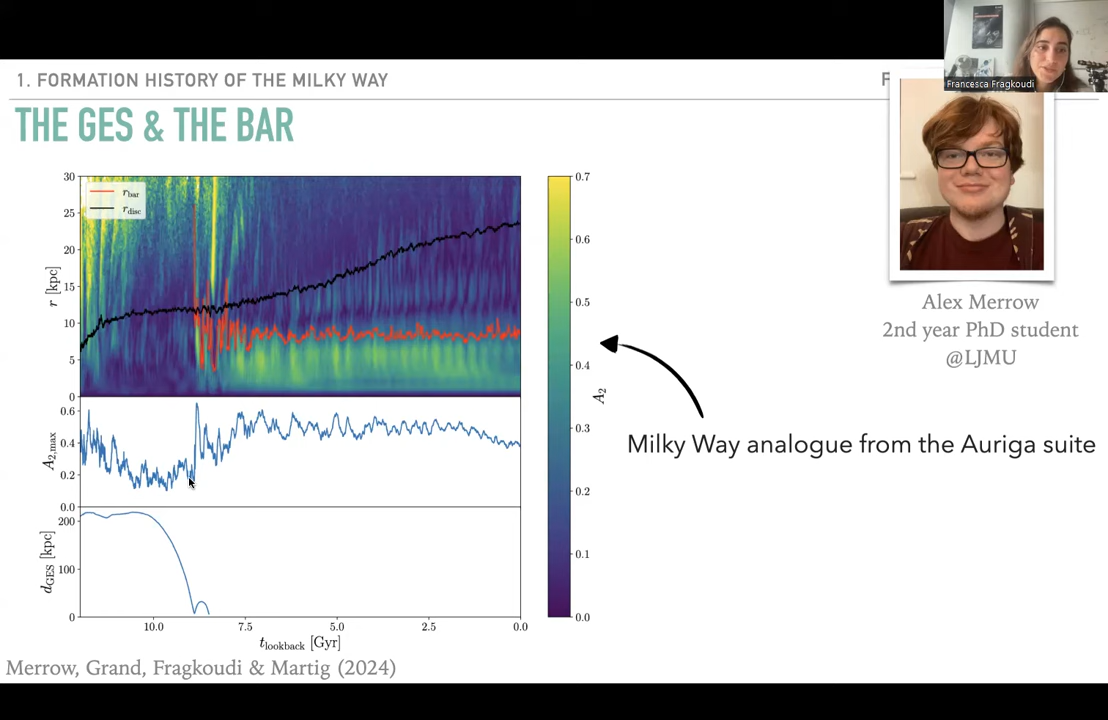 1. FORMATION HISTORY OF THE MILKY WAY
F
Francesca Fragkoudi
THE GES & THE BAR
r_bar
r_disc
30
25
20
15
10
5
0
r [kpc]
0.6
0.4
0.2
0.0
A_2,max
200
100
0
d_GES [kpc]
10.0 7.5 5.0 2.5 0.0
t_lookback [Gyr]
0.7
0.6
0.5
0.4
0.3
0.2
0.1
0.0
A_2
Alex Merrow
2nd year PhD student
@LJMU
Milky Way analogue from the Auriga suite
Merrow, Grand, Fragkoudi & Martig (2024)